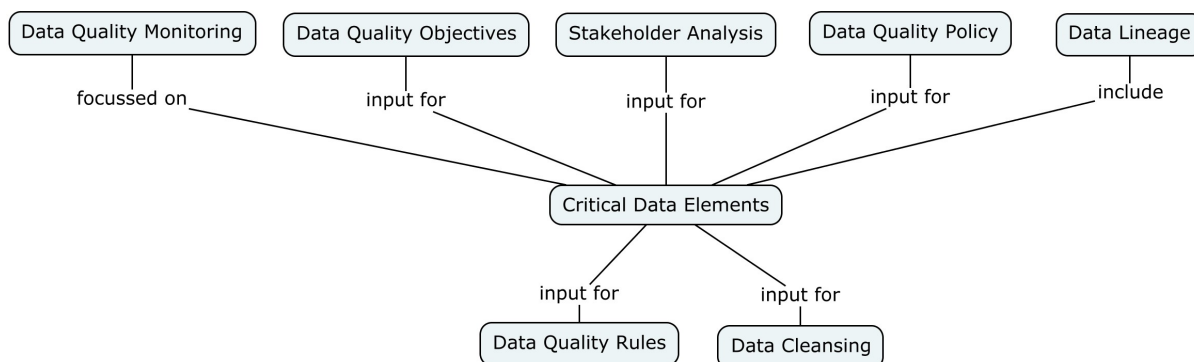 Data Quality Monitoring
Data Quality Objectives
Stakeholder Analysis
Data Quality Policy
Data Lineage
focussed on
input for
input for
input for
include
Critical Data Elements
input for
input for
Data Quality Rules
Data Cleansing